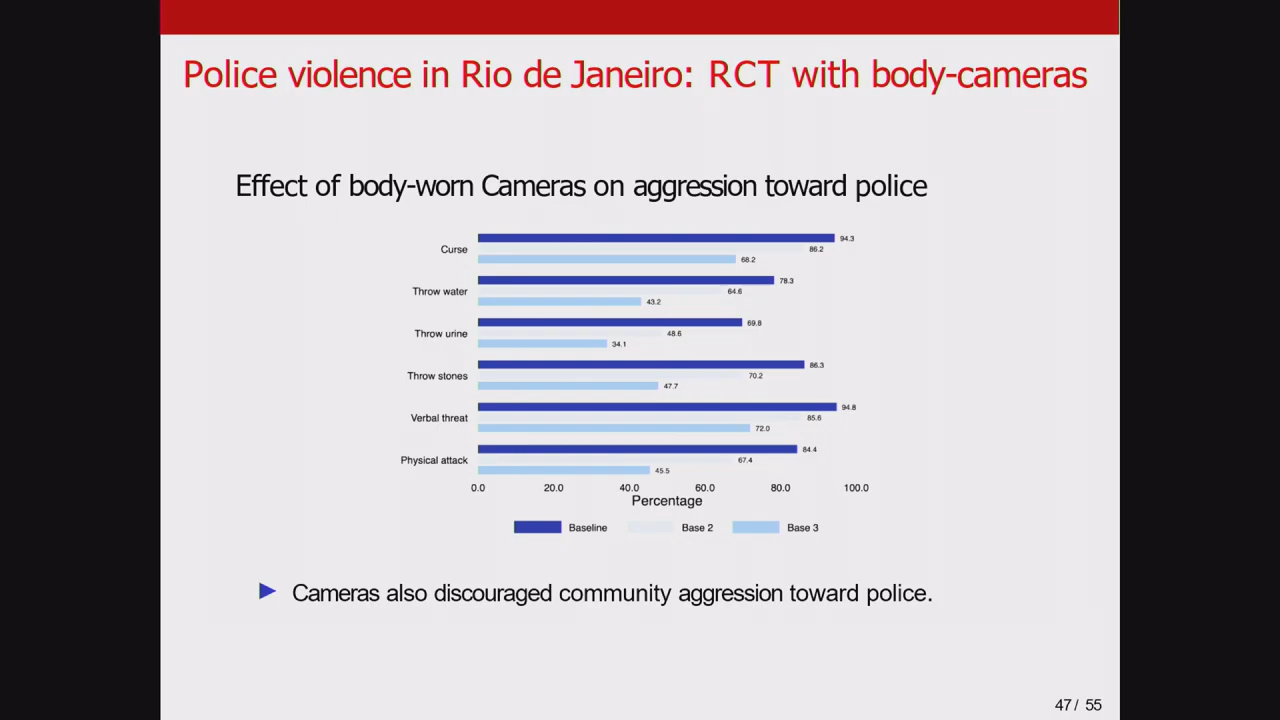 Police violence in Rio de Janeiro: RCT with body-cameras
Effect of body-worn Cameras on aggression toward police
Curse
94.3
86.2
68.2
Throw water
78.3
64.6
43.2
Throw urine
69.8
48.6
34.1
Throw stones
86.3
70.2
47.7
Verbal threat
94.8
85.6
72.0
Physical attack
84.4
67.4
45.5
0.0 20.0 40.0 60.0 80.0 100.0
Percentage
Baseline Base 2 Base 3
Cameras also discouraged community aggression toward police.
47 / 55